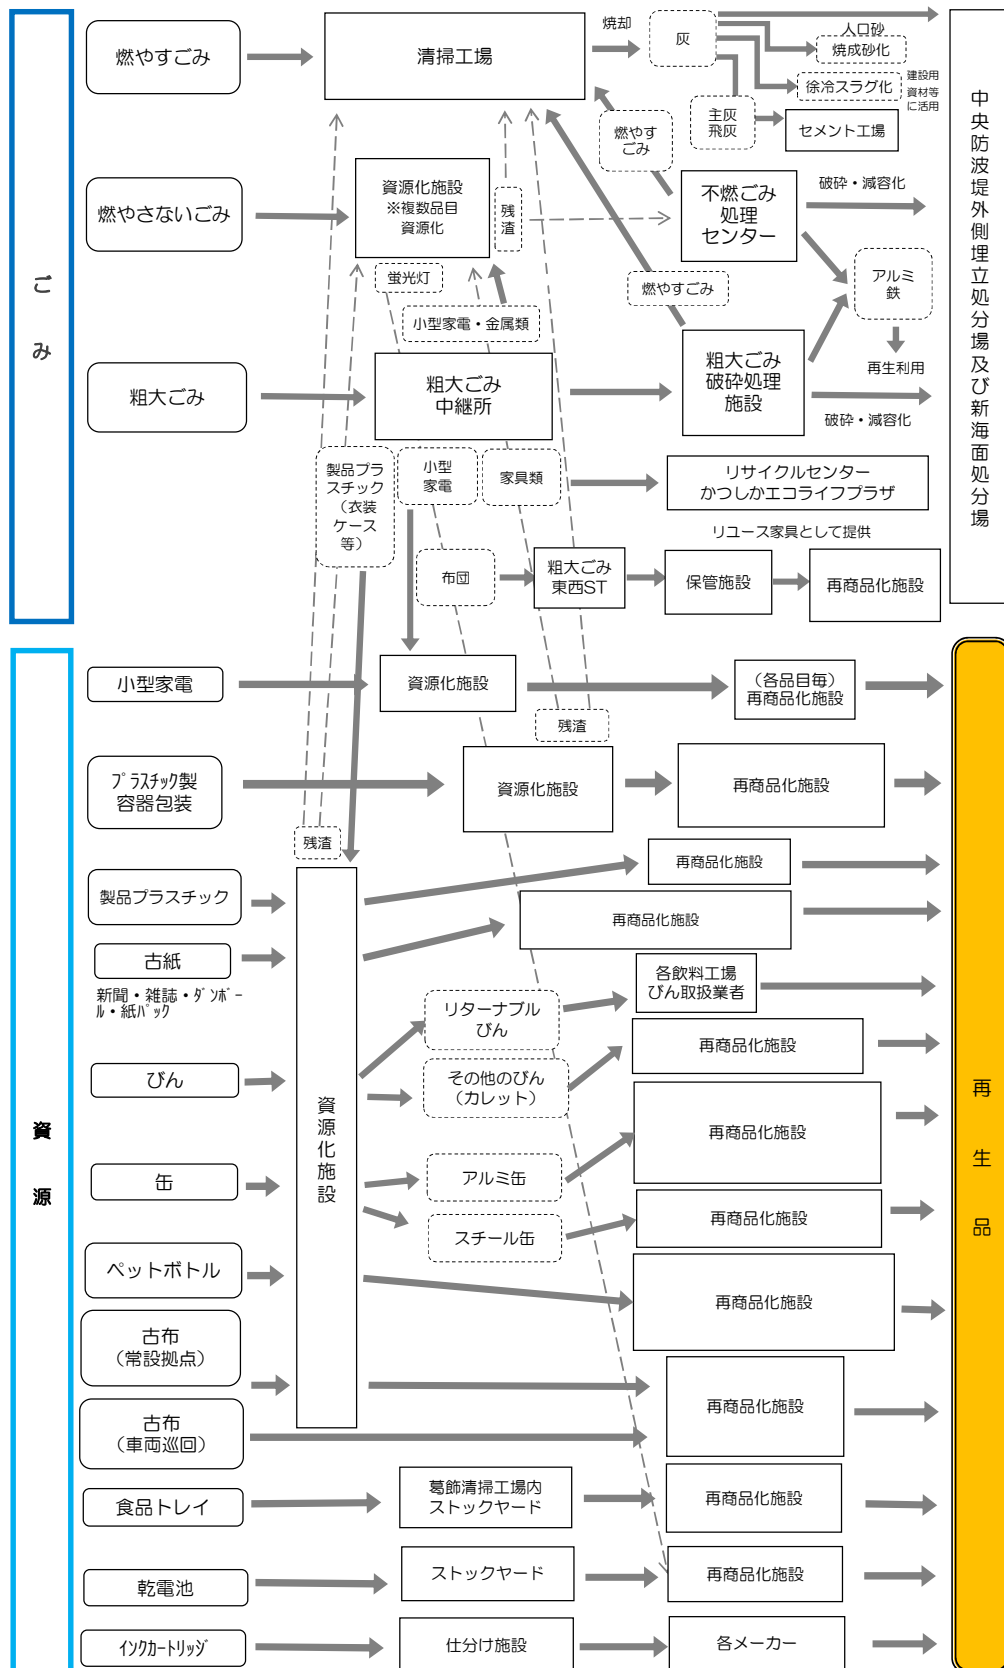 ごみ
燃やすごみ
清掃工場
焼却
灰
人口砂
焼成砂化
徐冷スラグ化
建設用
資材等
に活用
主灰
飛灰
セメント工場
燃やす
ごみ
中央防波堤外側埋立処分場及び新海面処分場
燃やさないごみ
資源化施設
※複数品目
資源化
残渣
不燃ごみ
処理
センター
破砕・減容化
蛍光灯
燃やすごみ
アルミ
鉄
小型家電・金属類
再生利用
粗大ごみ
粗大ごみ
中継所
粗大ごみ
破砕処理
施設
破砕・減容化
製品プラ
スチック
（衣装
ケース
等）
小型
家電
家具類
リサイクルセンター
かつしかエコライフプラザ
リユース家具として提供
布団
粗大ごみ
東西ST
保管施設
再商品化施設
資源
小型家電
資源化施設
（各品目毎）
再商品化施設
残渣
ﾌﾟﾗｽﾁｯｸ製
容器包装
資源化施設
再商品化施設
残渣
製品プラスチック
再商品化施設
古紙
新聞・雑誌・ﾀﾞﾝﾎﾞｰ
ﾙ・紙ﾊﾟｯｸ
再商品化施設
資源化施設
リターナブル
びん
各飲料工場
びん取扱業者
びん
その他のびん
（カレット）
再商品化施設
再生品
缶
アルミ缶
再商品化施設
スチール缶
再商品化施設
ペットボトル
再商品化施設
古布
（常設拠点）
再商品化施設
古布
（車両巡回）
食品トレイ
葛飾清掃工場内
ストックヤード
再商品化施設
乾電池
ストックヤード
再商品化施設
ｲﾝｸｶｰﾄﾘｯｼﾞ
仕分け施設
各メーカー